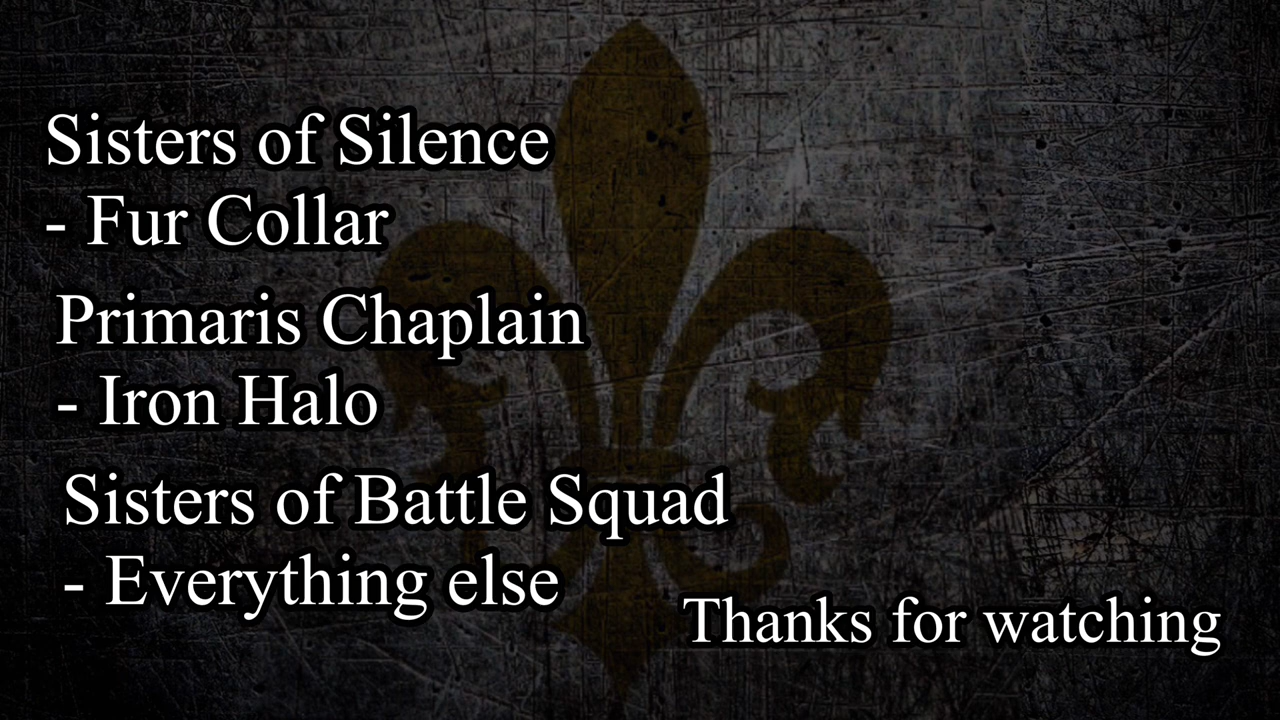 Sisters of Silence
- Fur Collar
Primaris Chaplain
- Iron Halo
Sisters of Battle Squad
- Everything else
Thanks for watching